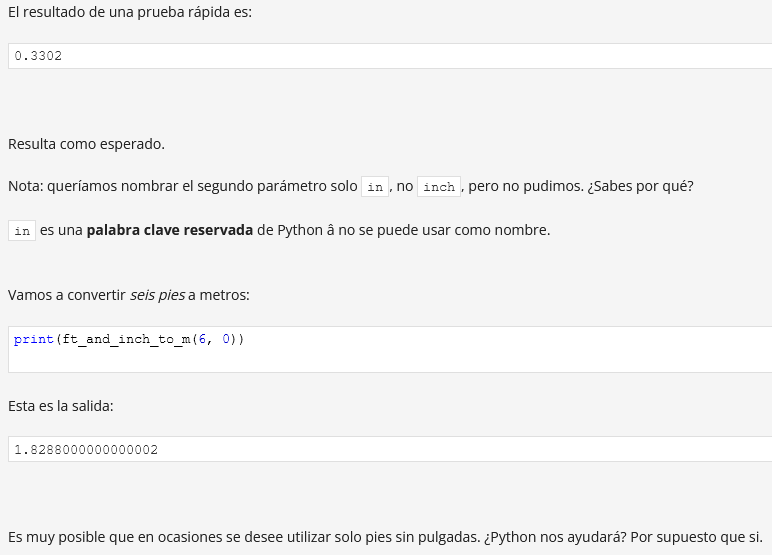 El resultado de una prueba rápida es:
0.3302
Resulta como esperado.
Nota: queríamos nombrar el segundo parámetro solo in, no inch, pero no pudimos. ¿Sabes por qué?
in es una palabra clave reservada de Python â no se puede usar como nombre.
Vamos a convertir seis pies a metros:
print(ft_and_inch_to_m(6, 0))
Esta es la salida:
1.8288000000000002
Es muy posible que en ocasiones se desee utilizar solo pies sin pulgadas. ¿Python nos ayudará? Por supuesto que si.